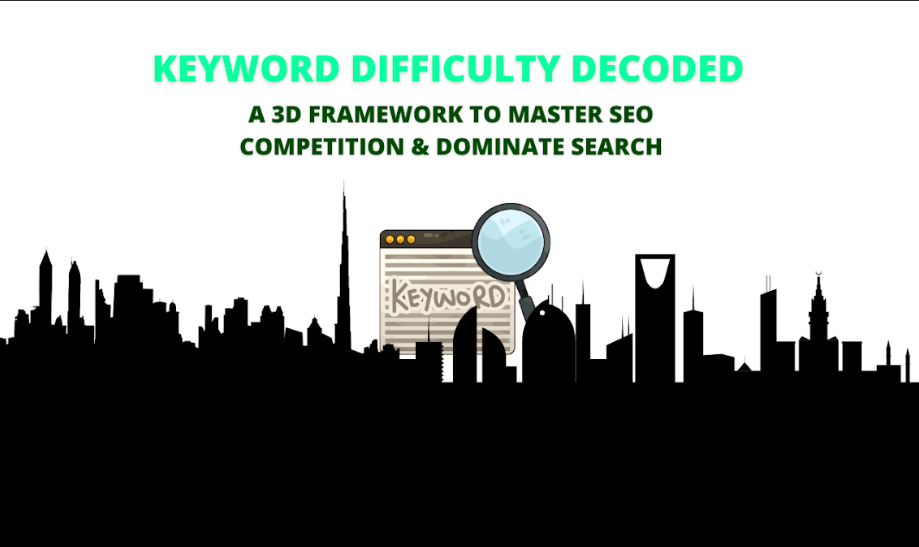 KEYWORD DIFFICULTY DECODED
A 3D FRAMEWORK TO MASTER SEO
COMPETITION & DOMINATE SEARCH
KEYWORD